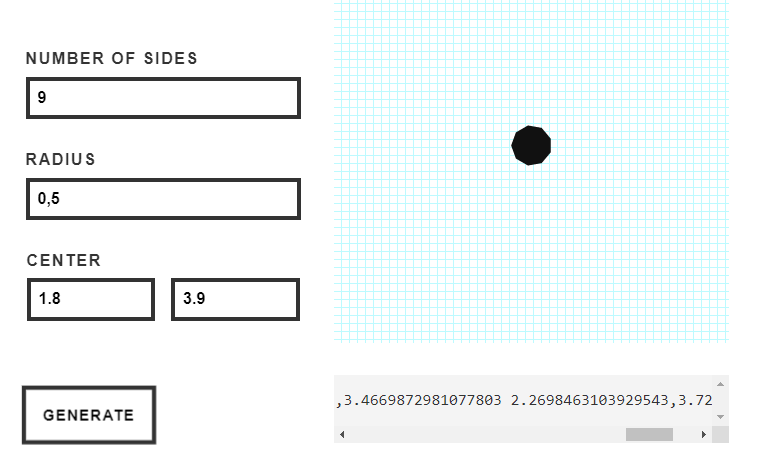 NUMBER OF SIDES
9
RADIUS
0,5
CENTER
1.8 3.9
GENERATE
,3.4669872981077803 2.2698463103929543,3.72